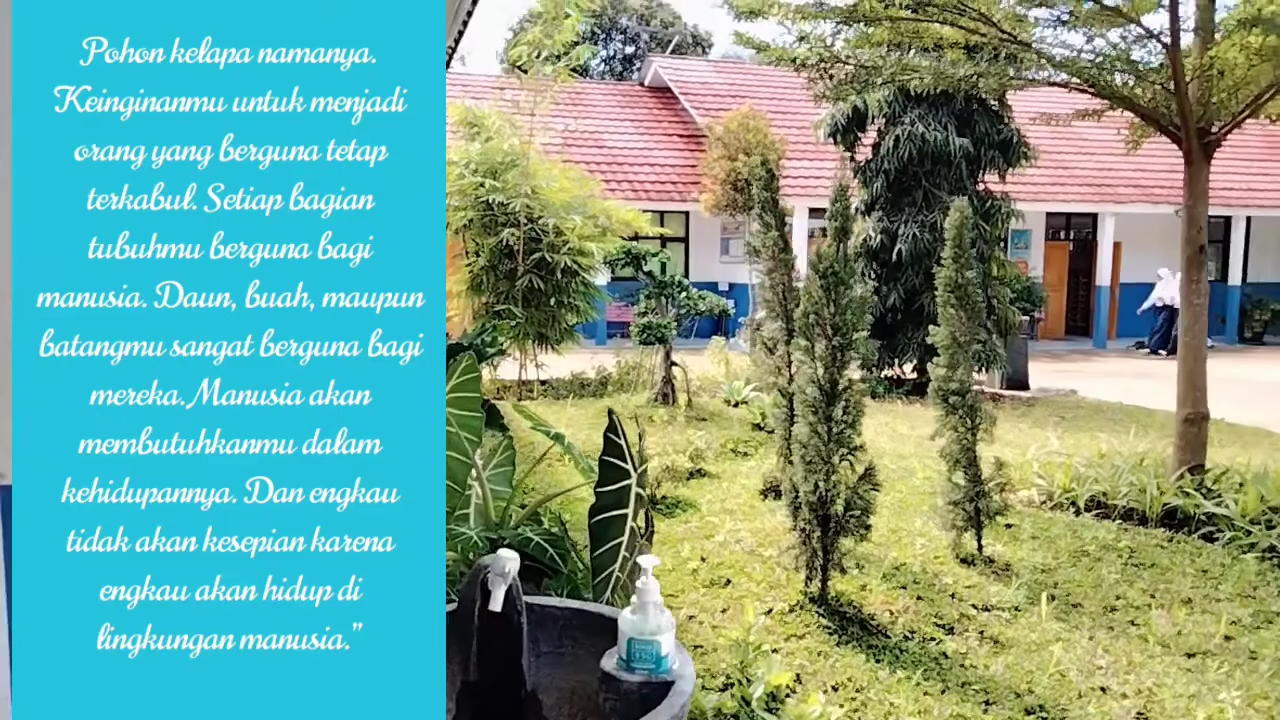 Pohon kelapa namanya.
Keinginanmu untuk menjadi
orang yang berguna tetap
terkabul. Setiap bagian
tubuhmu berguna bagi
manusia. Daun, buah, maupun
batangmu sangat berguna bagi
mereka. Manusia akan
membutuhkanmu dalam
kehidupannya. Dan engkau
tidak akan kesepian karena
engkau akan hidup di
lingkungan manusia."